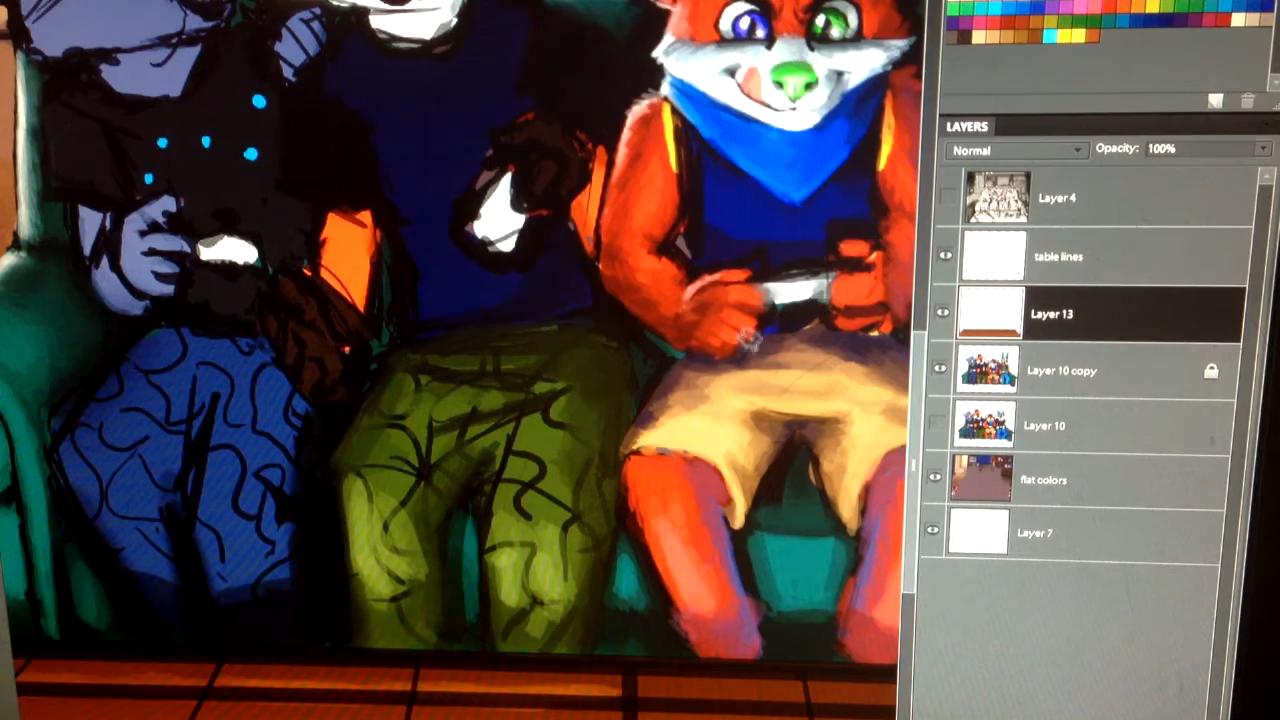 LAYERS
Normal Opacity: 100%
Layer 4
table lines
Layer 13
Layer 10 copy
Layer 10
flat colors
Layer 7